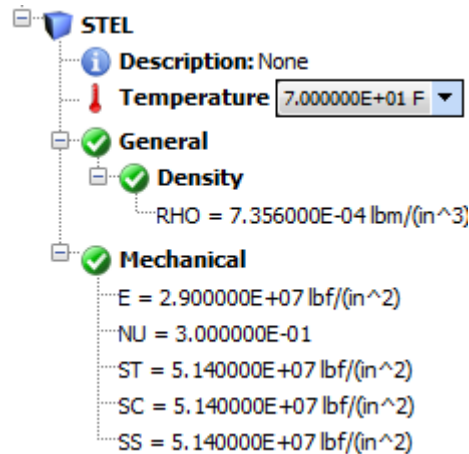 STEL
Description: None
Temperature 7.000000E+01 F
General
Density
RHO = 7.356000E-04 lbm/(in^3)
Mechanical
E = 2.900000E+07 lbf/(in^2)
NU = 3.000000E-01
ST = 5.140000E+07 lbf/(in^2)
SC = 5.140000E+07 lbf/(in^2)
SS = 5.140000E+07 lbf/(in^2)